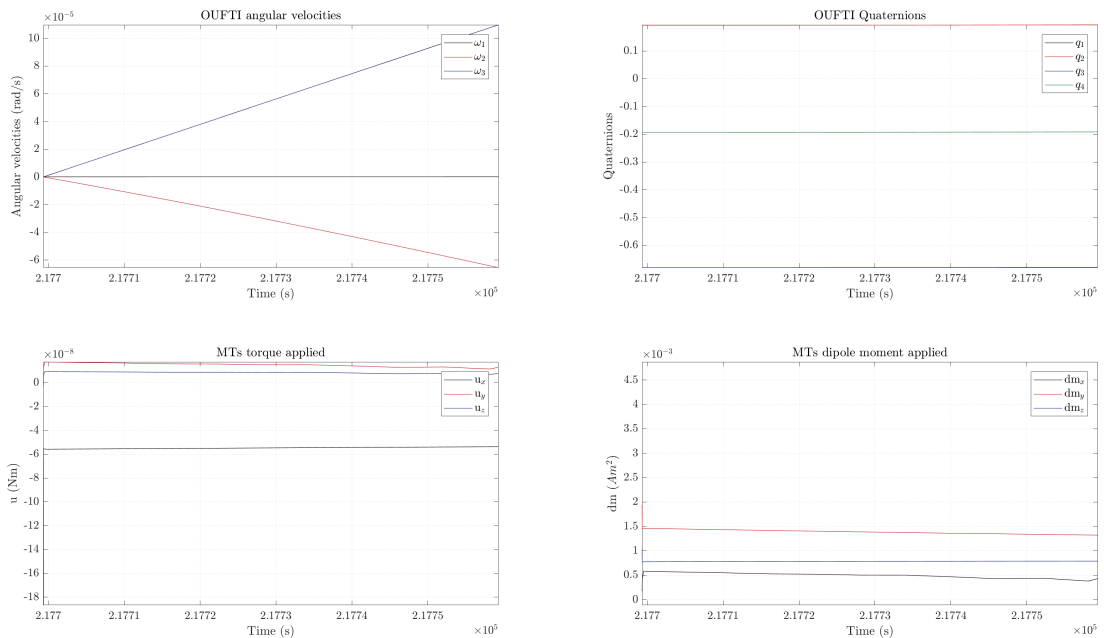 OUFTI angular velocities
×10⁻⁵
10
8
6
4
2
0
-2
-4
-6
Angular velocities (rad/s)
ω₁
ω₂
ω₃
2.177 2.1771 2.1772 2.1773 2.1774 2.1775
Time (s)
×10⁵
OUFTI Quaternions
0.1
0
-0.1
-0.2
-0.3
-0.4
-0.5
-0.6
Quaternions
q₁
q₂
q₃
q₄
2.177 2.1771 2.1772 2.1773 2.1774 2.1775
Time (s)
×10⁵
MTs torque applied
×10⁻⁸
0
-2
-4
-6
-8
-10
-12
-14
-16
-18
u (Nm)
uₓ
u_y
u_z
2.177 2.1771 2.1772 2.1773 2.1774 2.1775
Time (s)
×10⁵
MTs dipole moment applied
×10⁻³
4.5
4
3.5
3
2.5
2
1.5
1
0.5
0
dm (Am²)
dmₓ
dm_y
dm_z
2.177 2.1771 2.1772 2.1773 2.1774 2.1775
Time (s)
×10⁵